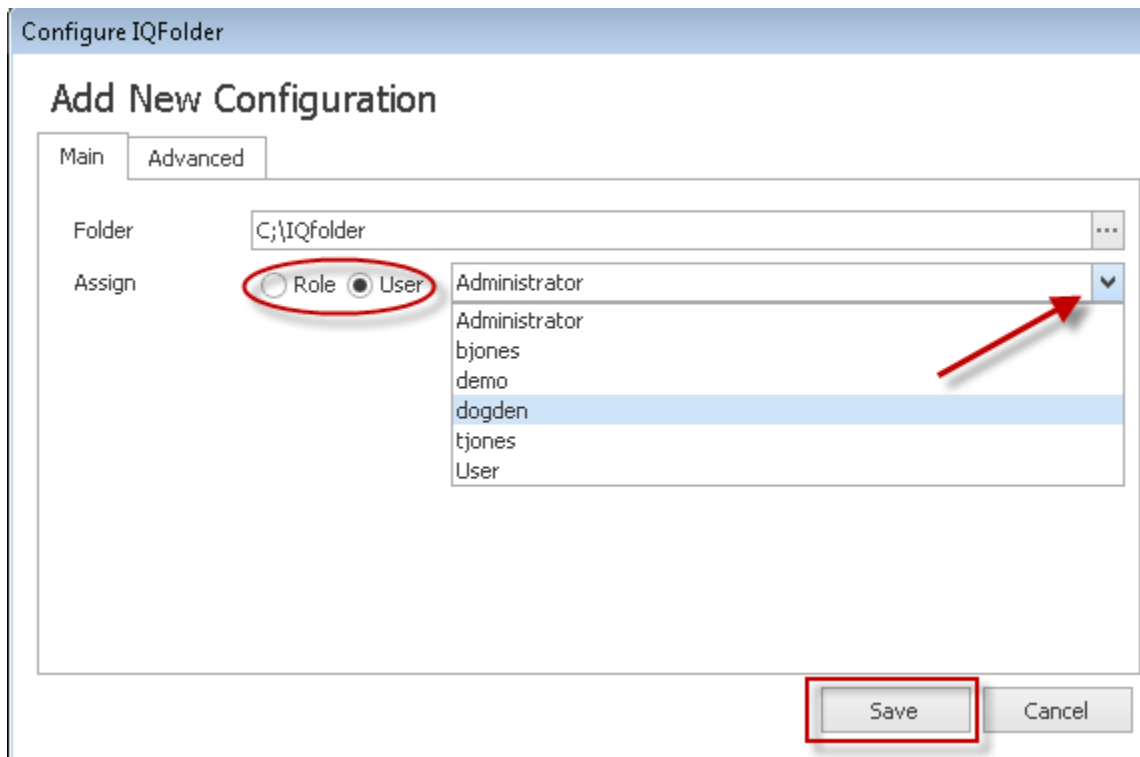 Configure IQFolder
Add New Configuration
Main Advanced
Folder C;\IQfolder ...
Assign Role User Administrator
Administrator
bjones
demo
dogden
tjones
User
Save Cancel